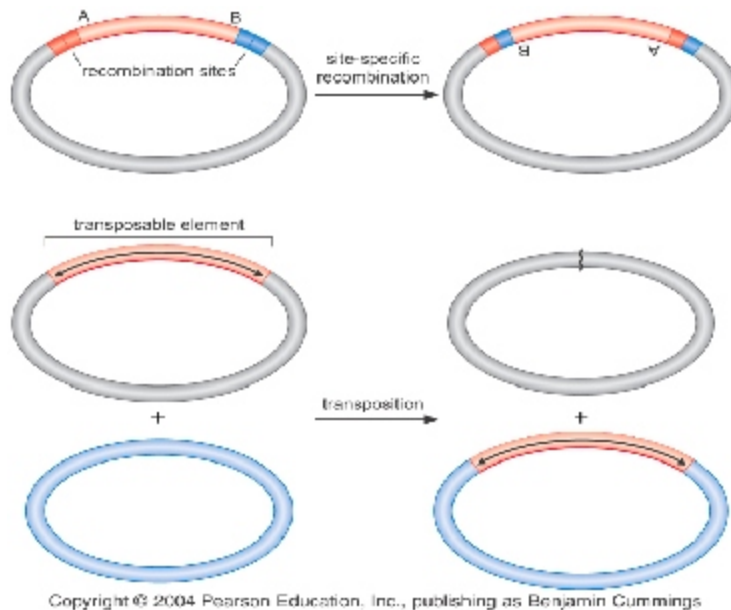 A B
recombination sites
site-specific
recombination
B A
transposable element
+
transposition
+
Copyright © 2004 Pearson Education, Inc., publishing as Benjamin Cummings